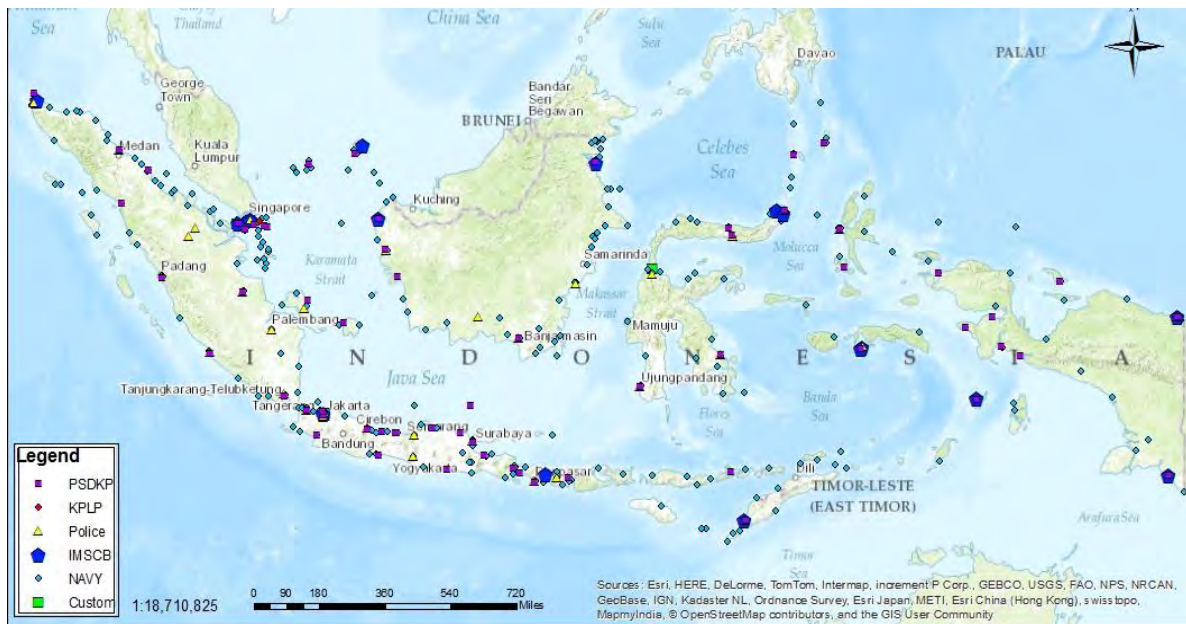 Andaman
Sea
Gulf of
Thailand
China Sea
Sulu
Sea
Davao
PALAU
George
Town
Bandar
Seri
Begawan
BRUNEI
Medan
Kuala
Lumpur
Celebes
Sea
Kuching
Singapore
Samarinda
Padang
Karamata
Strait
Molucca
Sea
Makassar
Strait
Palembang
Mamuju
Banjarmasin
I N D O N E S I A
Java Sea
Tanjungkarang-Telubketung
Ujungpandang
Tangerang
Jakarta
Cirebon
Semarang
Surabaya
Bandung
Flores
Sea
Banda
Sea
Yogyakarta
Denpasar
Dili
TIMOR-LESTE
(EAST TIMOR)
Arafura Sea
Timor
Sea
Legend
PSDKP
KPLP
Police
IMSCB
NAVY
Custom
1:18,710,825
0 90 180 360 540 720
Miles
Sources: Esri, HERE, DeLorme, TomTom, Intermap, increment P Corp., GEBCO, USGS, FAO, NPS, NRCAN,
GeoBase, IGN, Kadaster NL, Ordnance Survey, Esri Japan, METI, Esri China (Hong Kong), swisstopo,
MapmyIndia, © OpenStreetMap contributors, and the GIS User Community